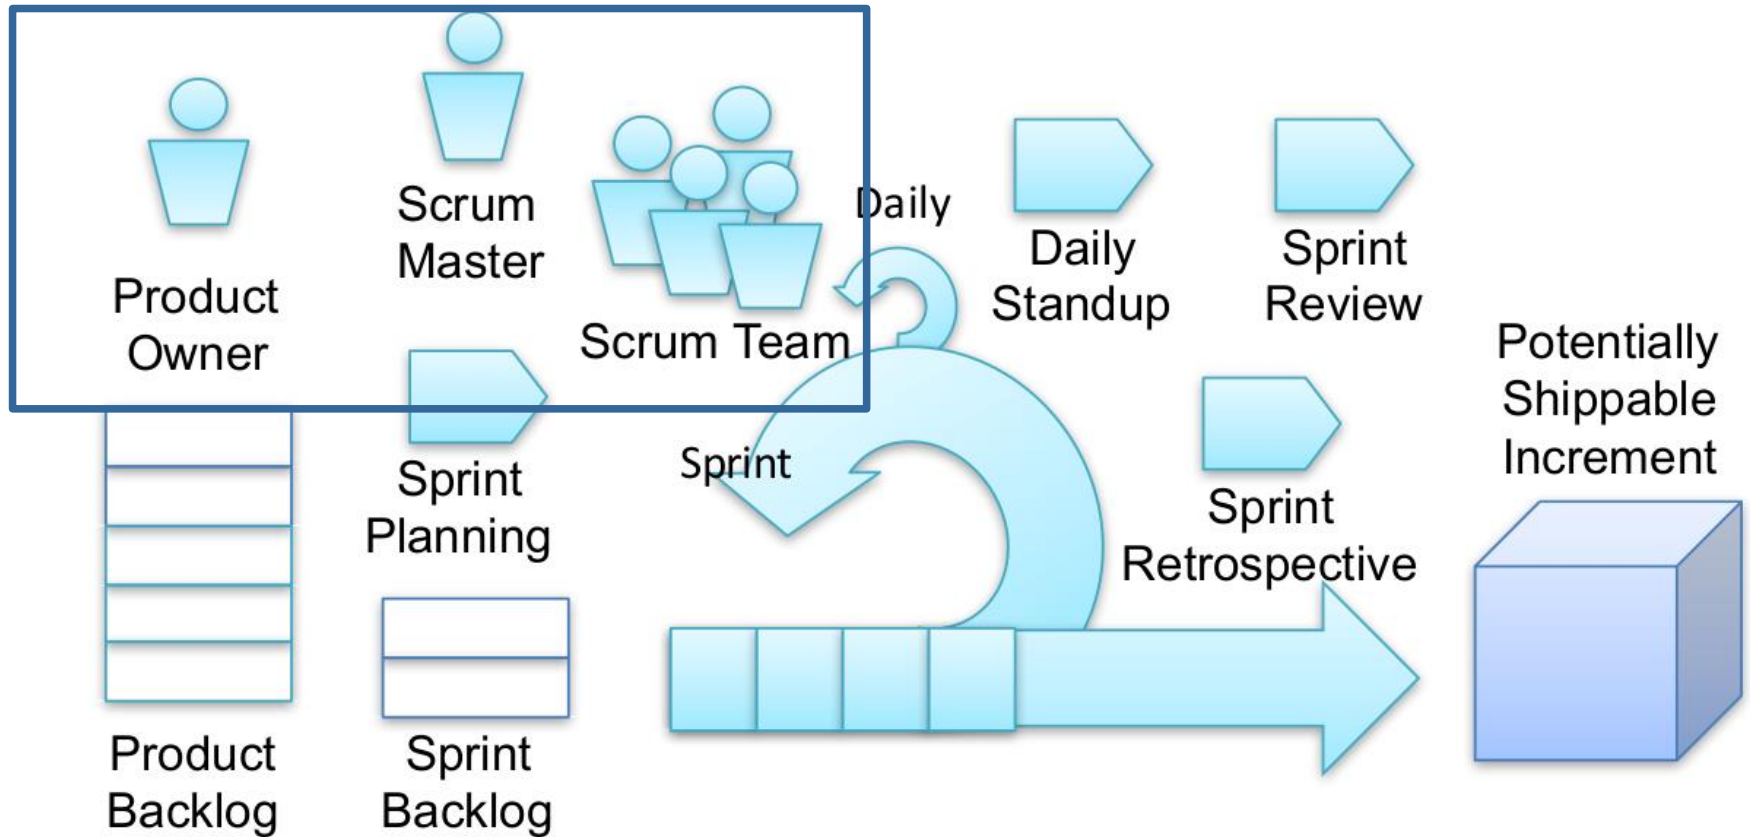 Product
Owner
Scrum
Master
Scrum Team
Daily
Daily
Standup
Sprint
Review
Sprint
Planning
Sprint
Sprint
Retrospective
Potentially
Shippable
Increment
Product
Backlog
Sprint
Backlog